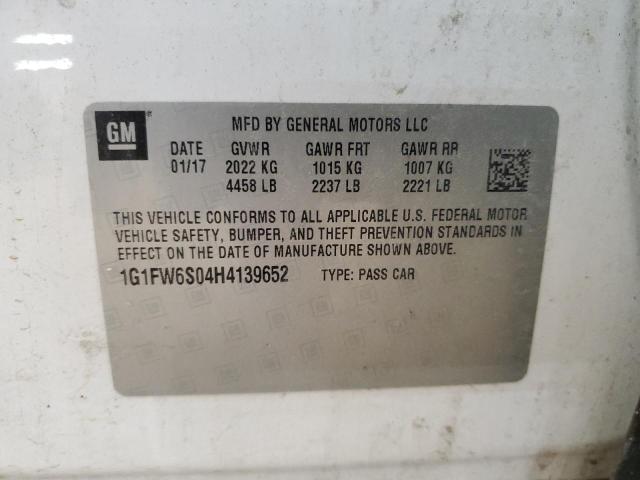 GM
MFD BY GENERAL MOTORS LLC
DATE GVWR GAWR FRT GAWR RR
01/17 2022 KG 1015 KG 1007 KG
4458 LB 2237 LB 2221 LB
THIS VEHICLE CONFORMS TO ALL APPLICABLE U.S. FEDERAL MOTOR
VEHICLE SAFETY, BUMPER, AND THEFT PREVENTION STANDARDS IN
EFFECT ON THE DATE OF MANUFACTURE SHOWN ABOVE.
1G1FW6S04H4139652 TYPE: PASS CAR